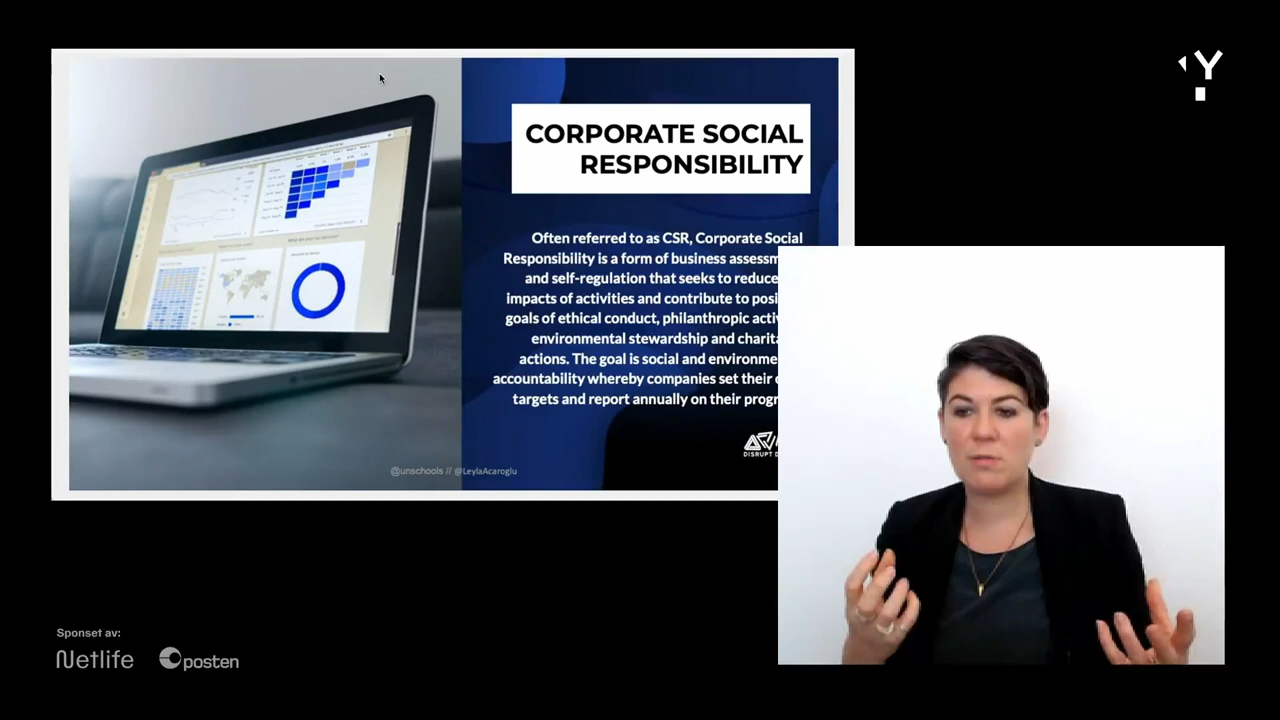 CORPORATE SOCIAL
RESPONSIBILITY
Often referred to as CSR, Corporate Social
Responsibility is a form of business assessm
and self-regulation that seeks to reduce
impacts of activities and contribute to posi
goals of ethical conduct, philanthropic activ
environmental stewardship and charita
actions. The goal is social and environme
accountability whereby companies set their
targets and report annually on their progr
DISRUPT D
@unschools // @LeylaAcaroglu
Y
Sponset av:
Netlife
posten